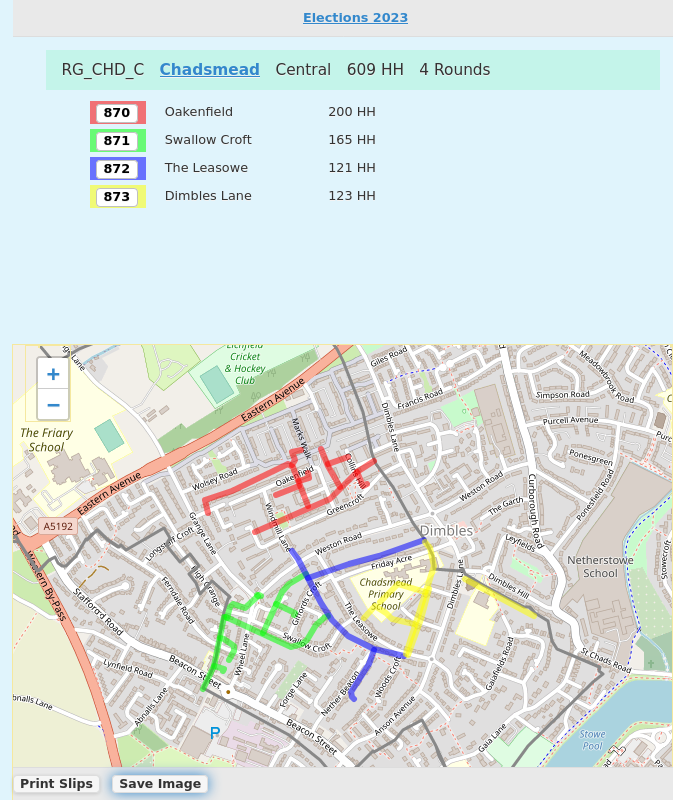 Elections 2023
RG_CHD_C Chadsmead Central 609 HH 4 Rounds
870 Oakenfield 200 HH
871 Swallow Croft 165 HH
872 The Leasowe 121 HH
873 Dimbles Lane 123 HH
Lichfield
Cricket
& Hockey
Club
Giles Road
Meadowbrook Road
+
−
Eastern Avenue
Francis Road
Simpson Road
The Friary
School
Marks Walk
Dimbles Lane
Purcell Avenue
Ponesgreen
Wolsey Road
Oakenfield
Collins Hill
Weston Road
Ponesfield Road
Eastern Avenue
Greencroft
The Garth
Curborough Road
A5192
Grange Lane
Windmill Lane
Dimbles
Longstaff Croft
Weston Road
Leyfields
Netherstowe
School
Stowecroft
Western By-Pass
High Grange
Friday Acre
Dimbles Lane
Dimbles Hill
Ferndale Road
Chadsmead
Primary
School
Stafford Road
Giffords Croft
The Leasowe
Swallow Croft
Wheel Lane
Gaiafields Road
St Chads Road
Lynfield Road
Beacon Street
Forge Lane
Nether Beacon
Woods Croft
Abnalls Lane
Anson Avenue
Beacon Street
Gaia Lane
Stowe
Pool
P
Print Slips Save Image